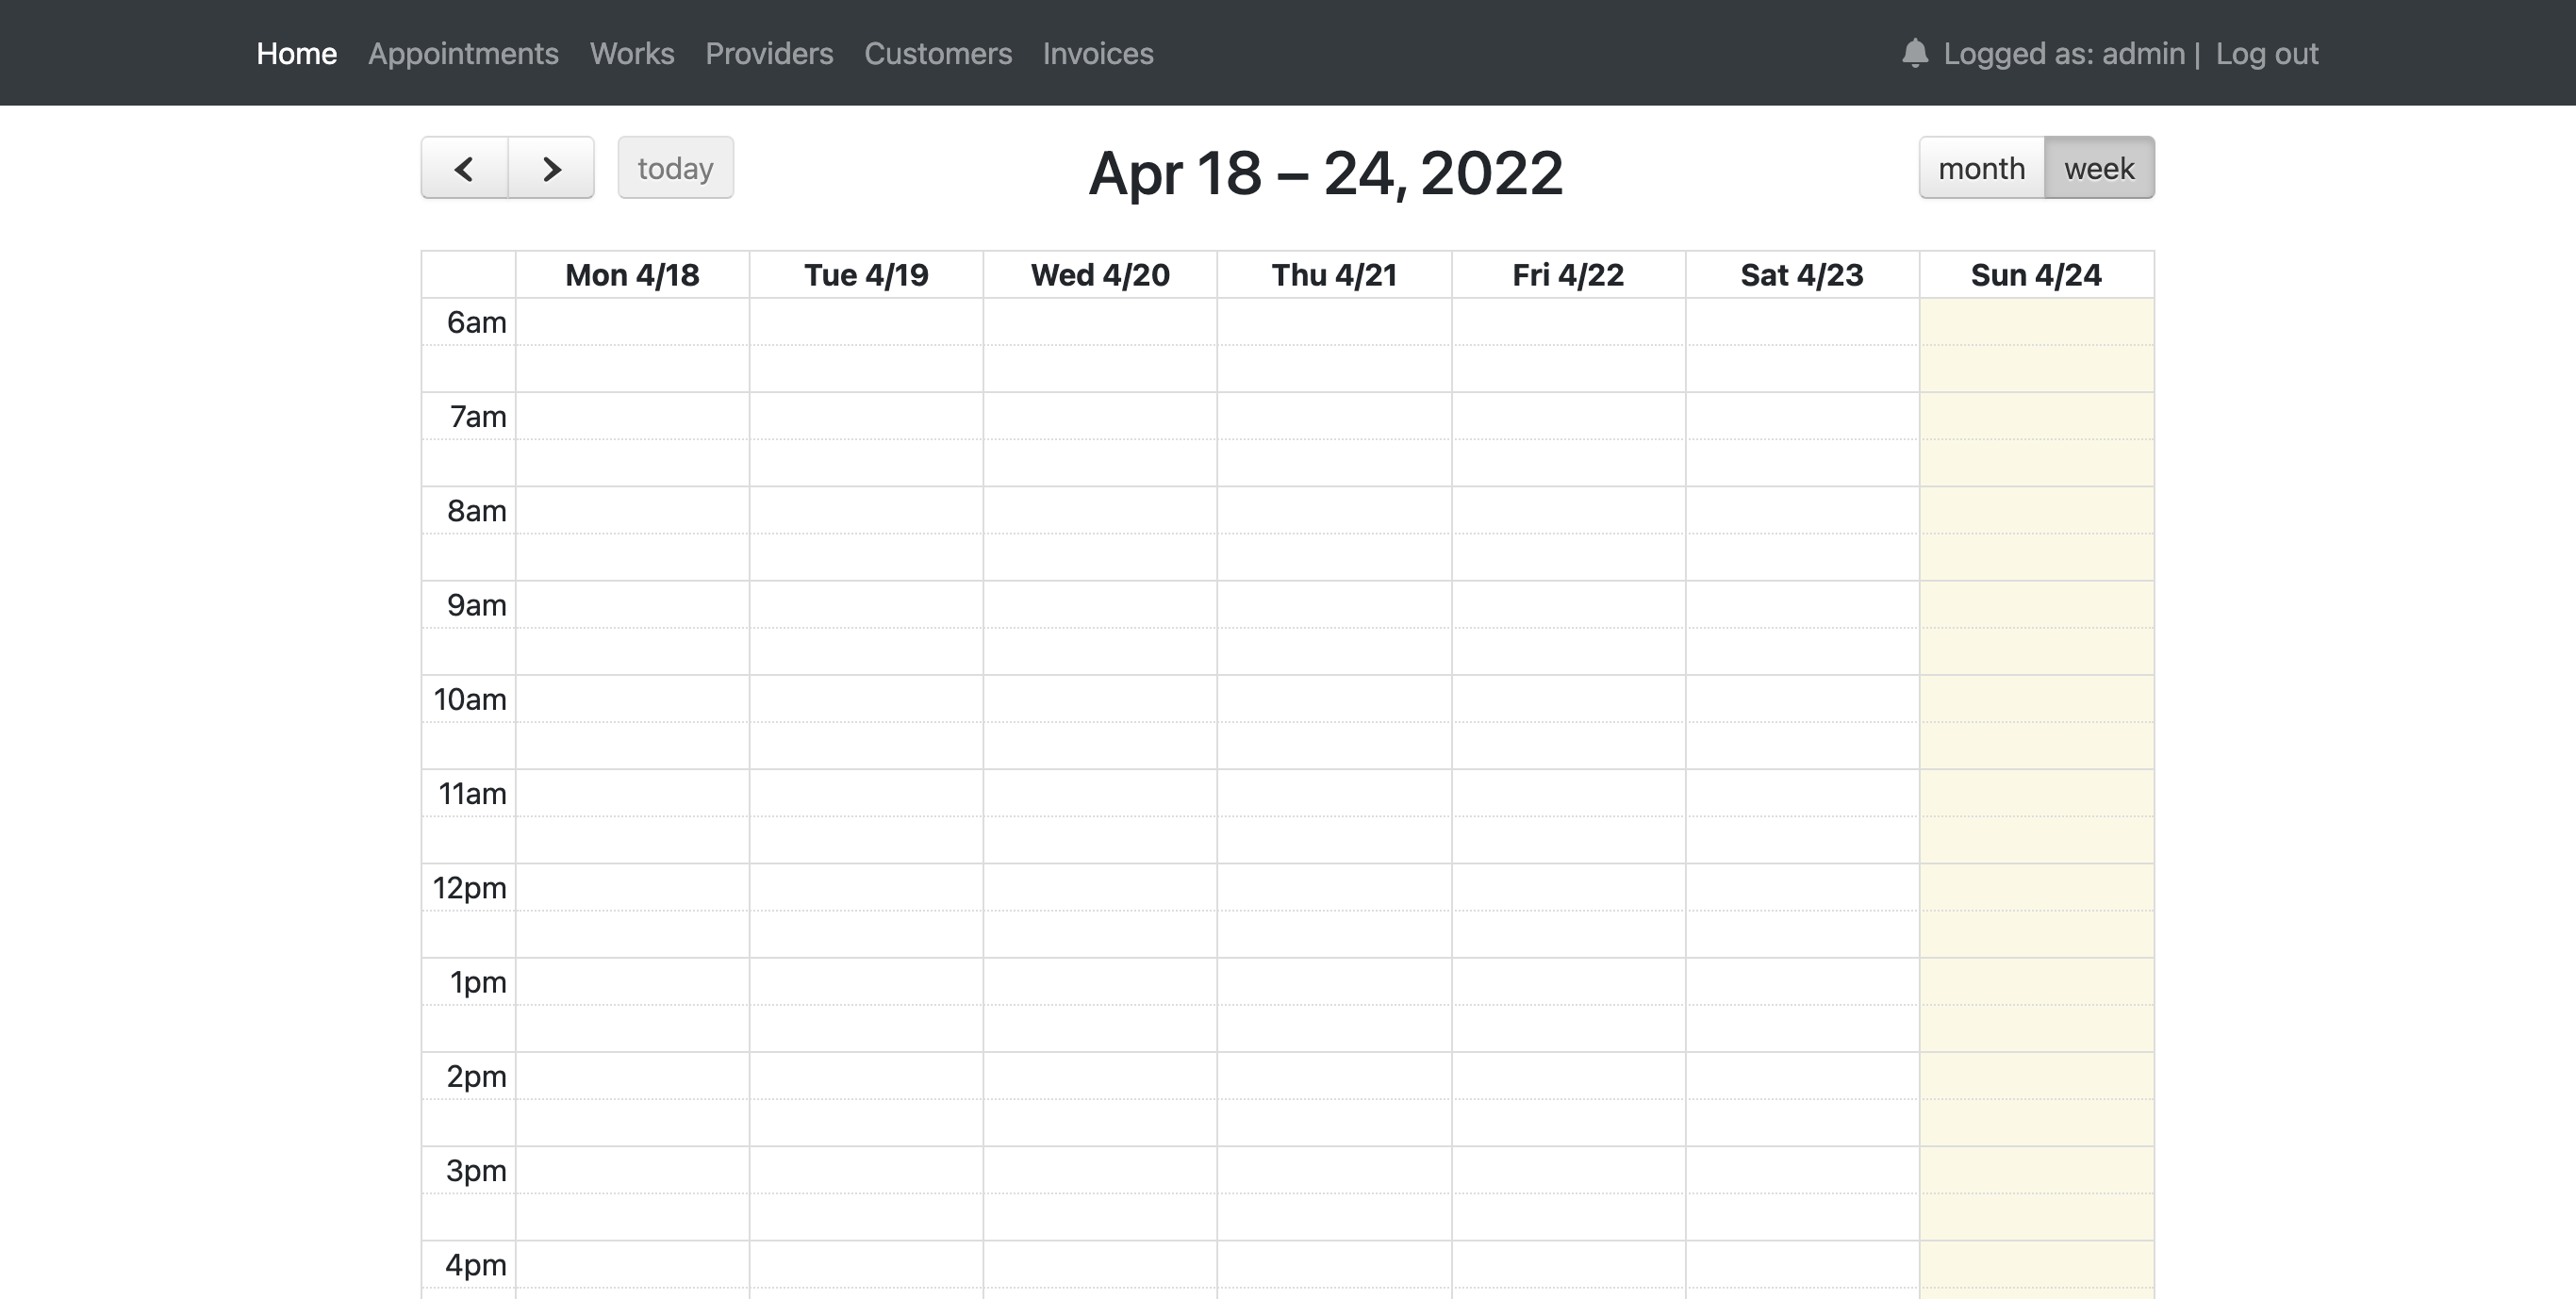 Home Appointments Works Providers Customers Invoices Logged as: admin | Log out
today Apr 18 – 24, 2022 month week
Mon 4/18 Tue 4/19 Wed 4/20 Thu 4/21 Fri 4/22 Sat 4/23 Sun 4/24
6am
7am
8am
9am
10am
11am
12pm
1pm
2pm
3pm
4pm